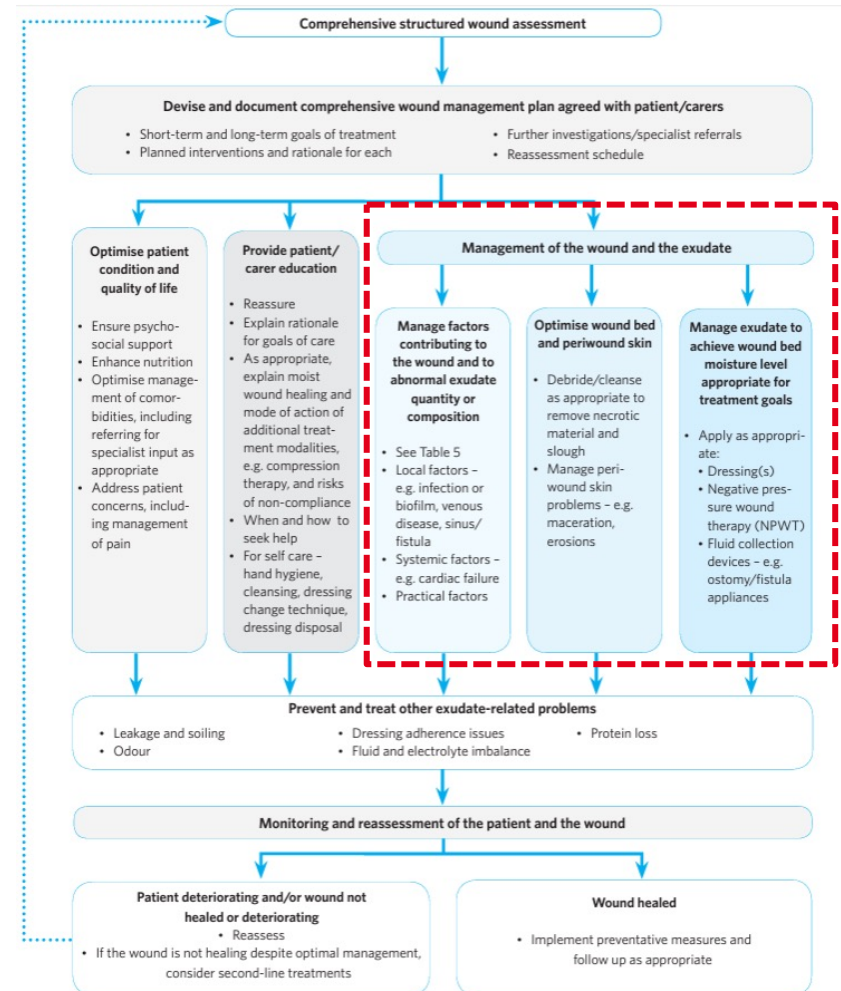 Comprehensive structured wound assessment
Devise and document comprehensive wound management plan agreed with patient/carers
• Short-term and long-term goals of treatment
• Planned interventions and rationale for each
• Further investigations/specialist referrals
• Reassessment schedule
Optimise patient
condition and
quality of life
• Ensure psycho-
social support
• Enhance nutrition
• Optimise manage-
ment of comor-
bidities, including
referring for
specialist input as
appropriate
• Address patient
concerns, includ-
ing management
of pain
Provide patient/
carer education
• Reassure
• Explain rationale
for goals of care
• As appropriate,
explain moist
wound healing and
mode of action of
additional treat-
ment modalities,
e.g. compression
therapy, and risks
of non-compliance
• When and how to
seek help
• For self care –
hand hygiene,
cleansing, dressing
change technique,
dressing disposal
Management of the wound and the exudate
Manage factors
contributing to
the wound and to
abnormal exudate
quantity or
composition
• See Table 5
• Local factors –
e.g. infection or
biofilm, venous
disease, sinus/
fistula
• Systemic factors –
e.g. cardiac failure
• Practical factors
Optimise wound bed
and periwound skin
• Debride/cleanse
as appropriate to
remove necrotic
material and
slough
• Manage peri-
wound skin
problems – e.g.
maceration,
erosions
Manage exudate to
achieve wound bed
moisture level
appropriate for
treatment goals
• Apply as appropri-
ate:
• Dressing(s)
• Negative pres-
sure wound
therapy (NPWT)
• Fluid collection
devices – e.g.
ostomy/fistula
appliances
Prevent and treat other exudate-related problems
• Leakage and soiling
• Odour
• Dressing adherence issues
• Fluid and electrolyte imbalance
• Protein loss
Monitoring and reassessment of the patient and the wound
Patient deteriorating and/or wound not
healed or deteriorating
• Reassess
• If the wound is not healing despite optimal management,
consider second-line treatments
Wound healed
• Implement preventative measures and
follow up as appropriate